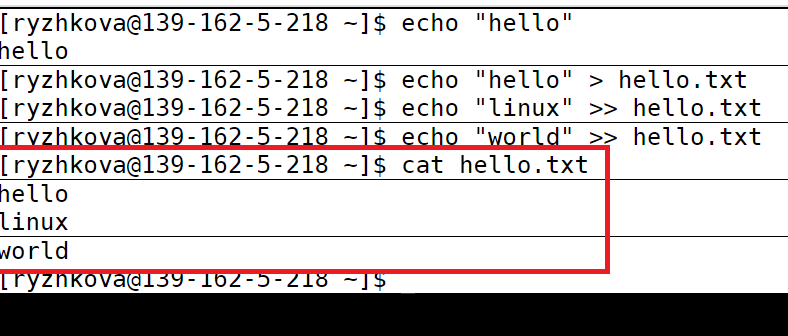 [ryzhkova@139-162-5-218 ~]$ echo "hello"
hello
[ryzhkova@139-162-5-218 ~]$ echo "hello" > hello.txt
[ryzhkova@139-162-5-218 ~]$ echo "linux" >> hello.txt
[ryzhkova@139-162-5-218 ~]$ echo "world" >> hello.txt
[ryzhkova@139-162-5-218 ~]$ cat hello.txt
hello
linux
world
[ryzhkova@139-162-5-218 ~]$